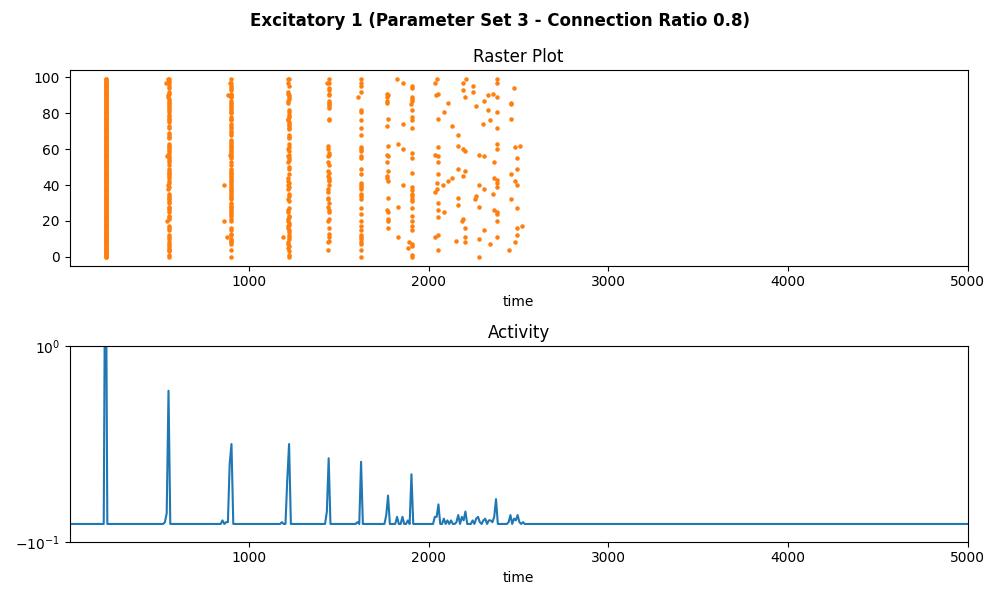 Excitatory 1 (Parameter Set 3 - Connection Ratio 0.8)
Raster Plot
100
80
60
40
20
0
1000 2000 3000 4000 5000
time
Activity
10^0
−10^−1
1000 2000 3000 4000 5000
time